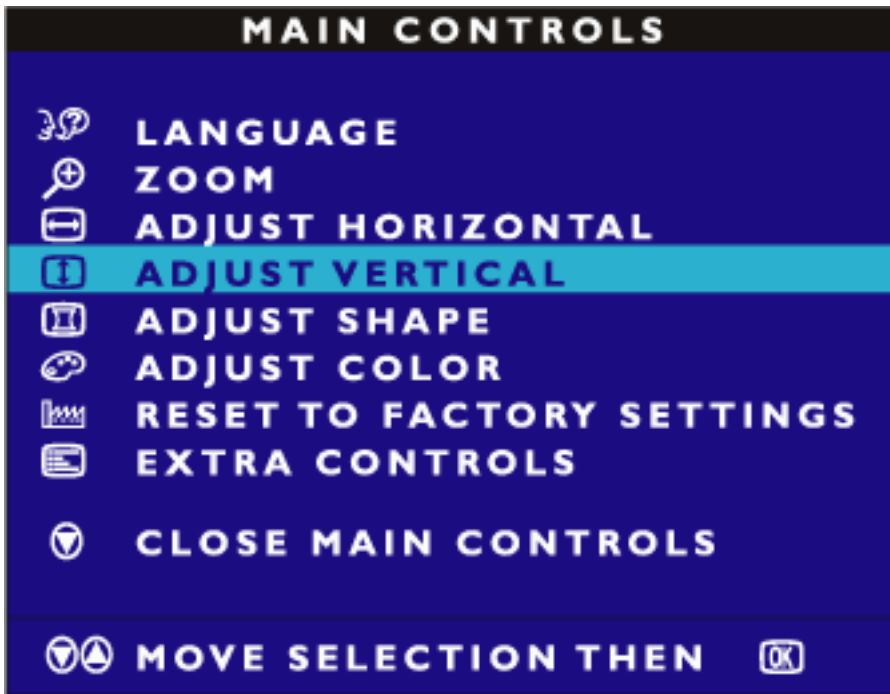 MAIN CONTROLS
LANGUAGE
ZOOM
ADJUST HORIZONTAL
ADJUST VERTICAL
ADJUST SHAPE
ADJUST COLOR
RESET TO FACTORY SETTINGS
EXTRA CONTROLS
CLOSE MAIN CONTROLS
MOVE SELECTION THEN OK